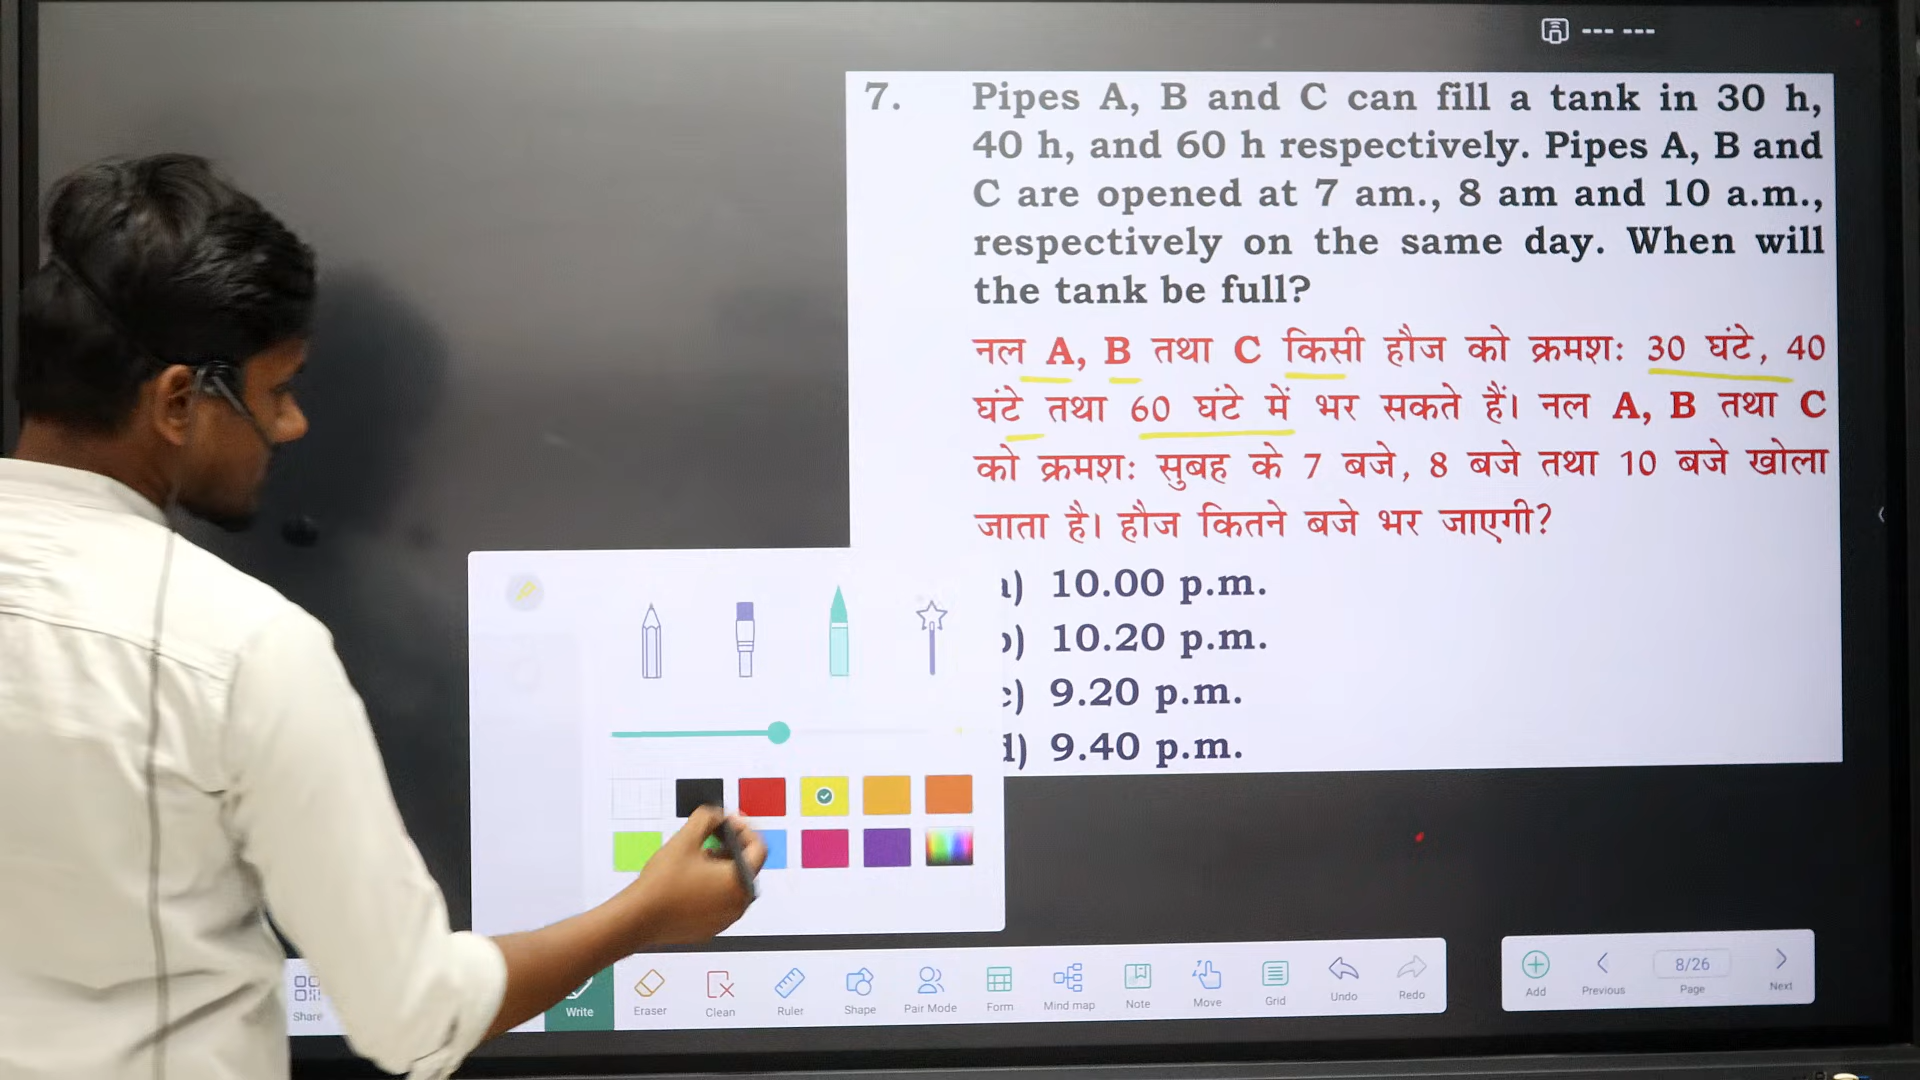 --- ---
7. Pipes A, B and C can fill a tank in 30 h,
40 h, and 60 h respectively. Pipes A, B and
C are opened at 7 am., 8 am and 10 a.m.,
respectively on the same day. When will
the tank be full?
नल A, B तथा C किसी हौज को क्रमशः 30 घंटे, 40
घंटे तथा 60 घंटे में भर सकते हैं। नल A, B तथा C
को क्रमशः सुबह के 7 बजे, 8 बजे तथा 10 बजे खोला
जाता है। हौज कितने बजे भर जाएगी?
) 10.00 p.m.
) 10.20 p.m.
) 9.20 p.m.
) 9.40 p.m.
Share
Write
Eraser
Clean
Ruler
Shape
Pair Mode
Form
Mind map
Note
Move
Grid
Undo
Redo
Add
Previous
8/26
Page
Next